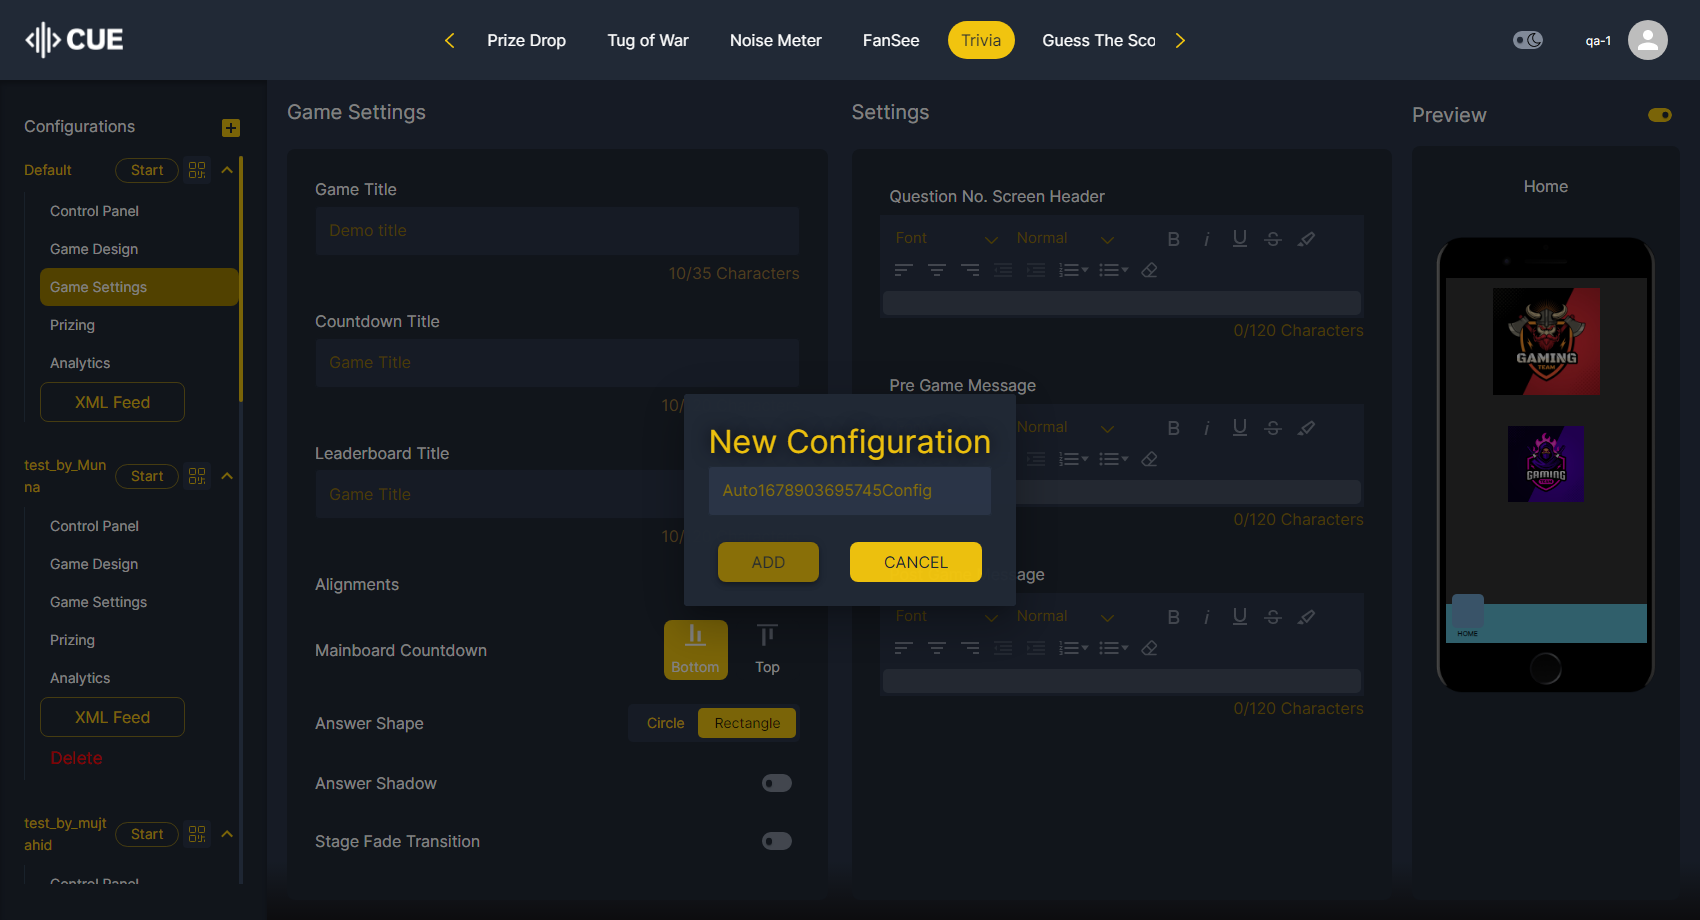 CUE
Prize Drop
Tug of War
Noise Meter
FanSee
Trivia
Guess The Sco
qa-1
Configurations
Default
Start
Control Panel
Game Design
Game Settings
Prizing
Analytics
XML Feed
test_by_Mun
na
Start
Control Panel
Game Design
Game Settings
Prizing
Analytics
XML Feed
Delete
test_by_mujt
ahid
Start
Control Panel
Game Settings
Game Title
Demo title
10/35 Characters
Countdown Title
Game Title
10/
Leaderboard Title
Game Title
10/
Alignments
Mainboard Countdown
Bottom
Top
Answer Shape
Circle
Rectangle
Answer Shadow
Stage Fade Transition
New Configuration
Auto1678903695745Config
ADD
CANCEL
Settings
Question No. Screen Header
Font
Normal
0/120 Characters
Pre Game Message
Normal
0/120 Characters
age
Font
Normal
0/120 Characters
Preview
Home
GAMING
TEAM
GAMING
HOME